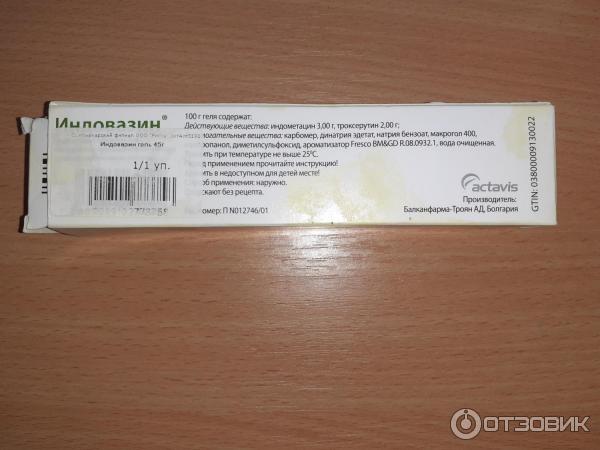 Индовазин®
Индовазин гель 45г
1/1 уп.
100 г геля содержат:
Действующие вещества: индометацин 3,00 г, троксерутин 2,00 г;
вещества: карбомер, динатрия эдетат, натрия бензоат, макрогол 400,
диметилсульфоксид, ароматизатор Fresco BM&GD R.08.0932.1, вода очищенная.
при температуре не выше 25°С.
применением прочитайте инструкцию!
в недоступном для детей месте!
применения: наружно.
без рецепта.
номер: П N012746/01
actavis
Производитель:
Балканфарма-Троян АД, Болгария
GTIN: 03800009130022
ОТЗОВИК